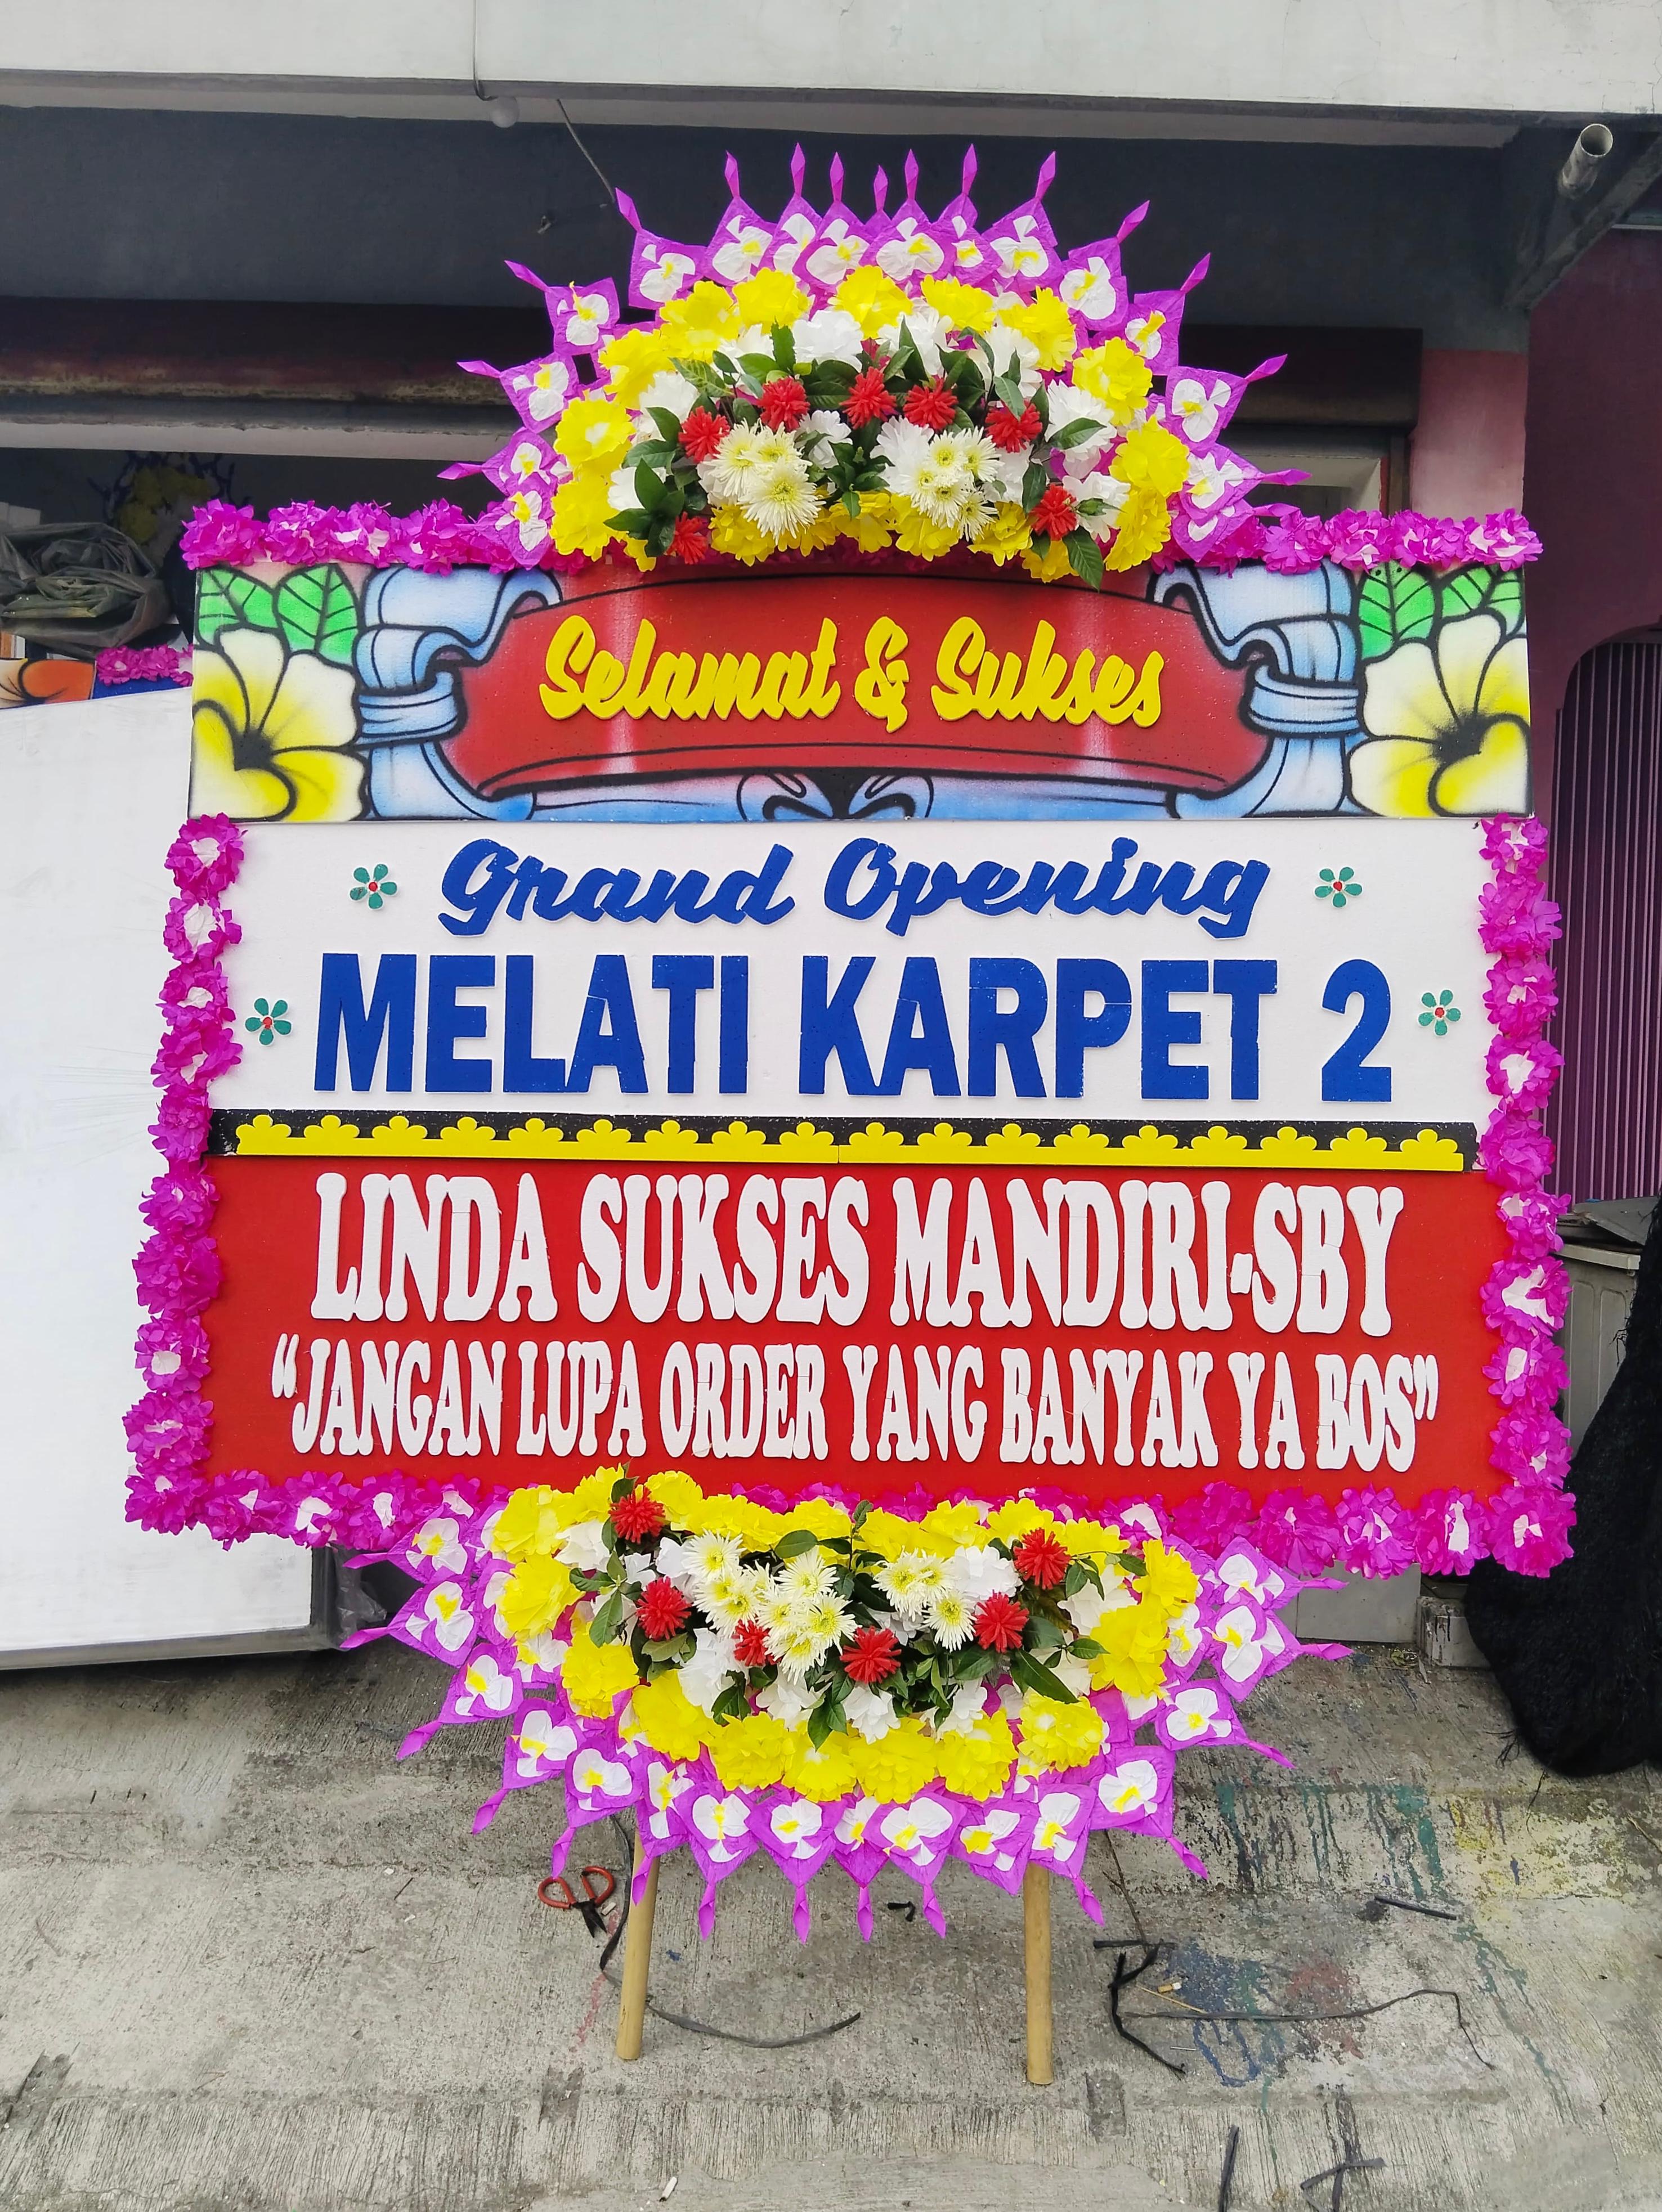 Selamat & Sukses
Grand Opening
MELATI KARPET 2
LINDA SUKSES MANDIRI-SBY
"JANGAN LUPA ORDER YANG BANYAK YA BOS"